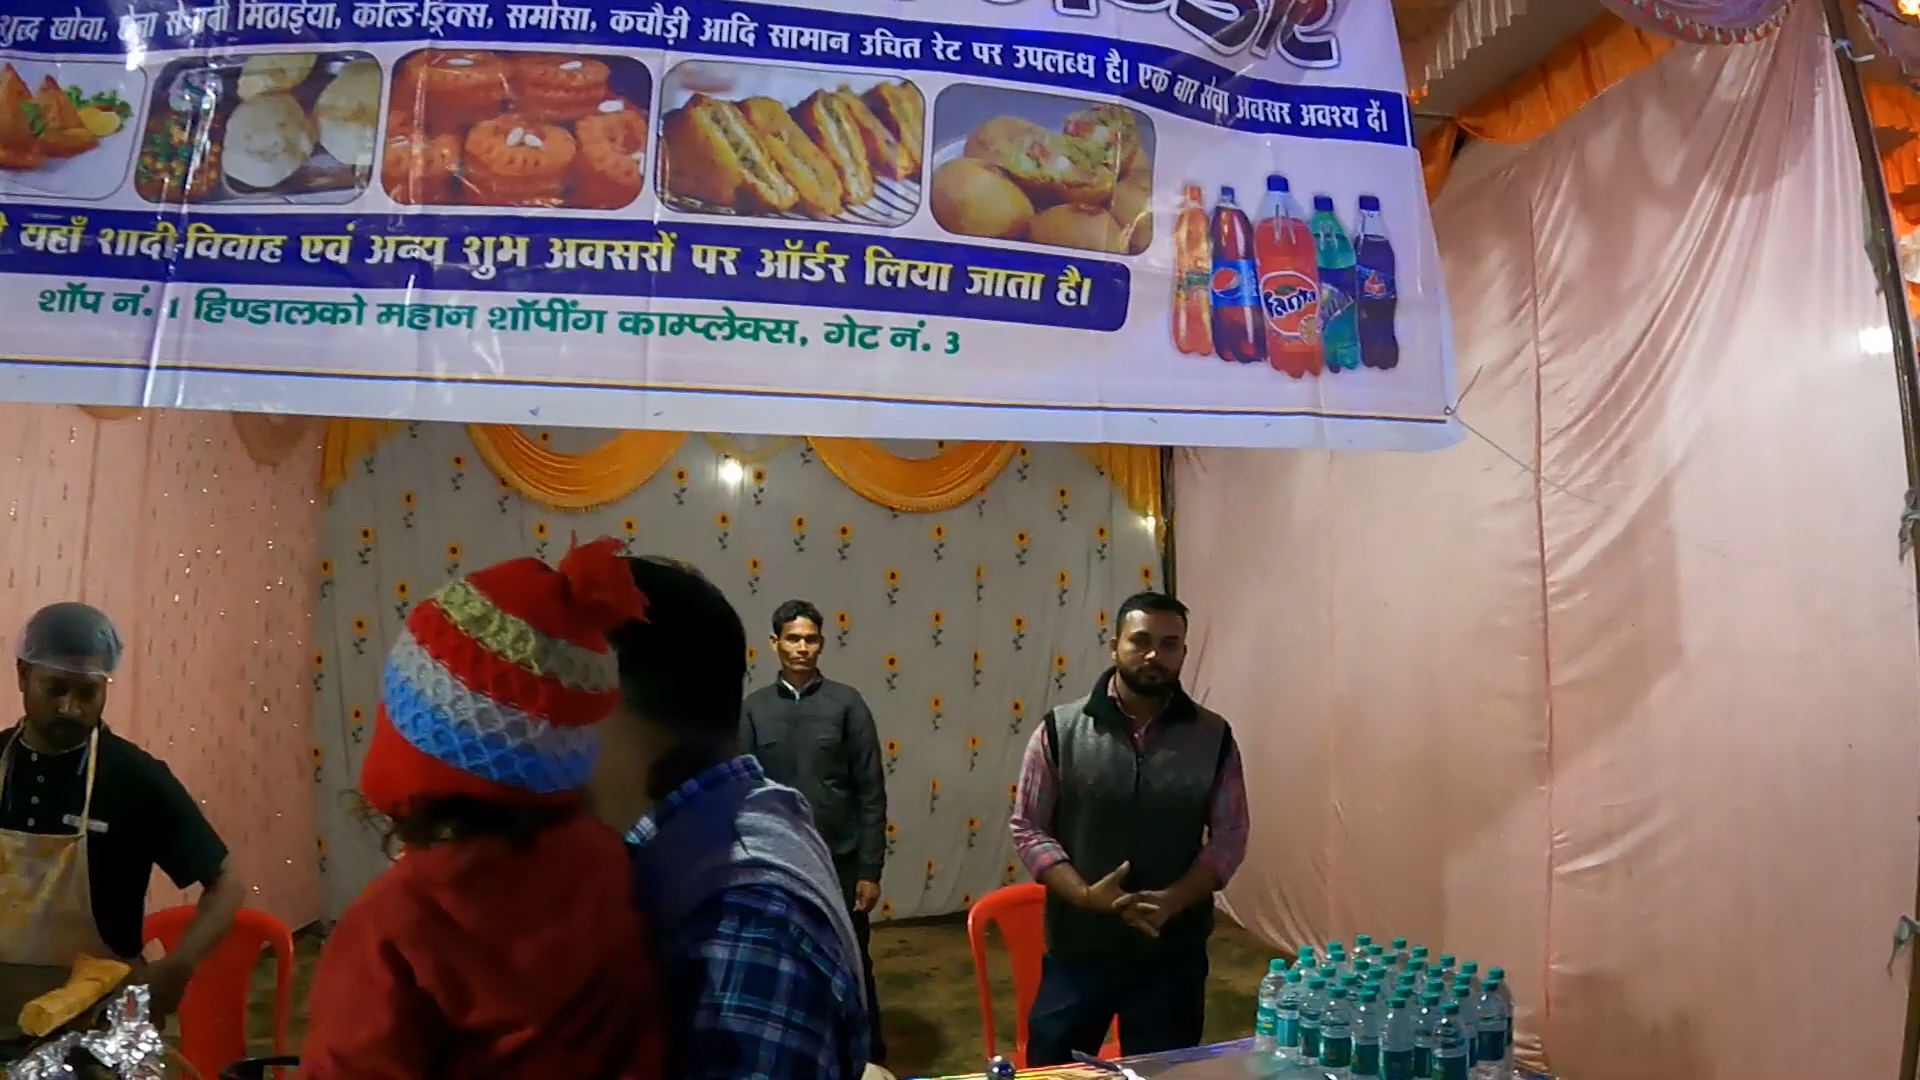 शुद्ध खोवा, छेना से बनी मिठाईया, कोल्ड-ड्रिंक्स, समोसा, कचौड़ी आदि सामान उचित रेट पर उपलब्ध है। एक बार सेवा अवसर अवश्य दें।
यहाँ शादी-विवाह एवं अन्य शुभ अवसरों पर ऑर्डर लिया जाता है।
शॉप नं. 1 हिण्डालको महान शॉपींग काम्प्लेक्स, गेट नं. 3
Fanta